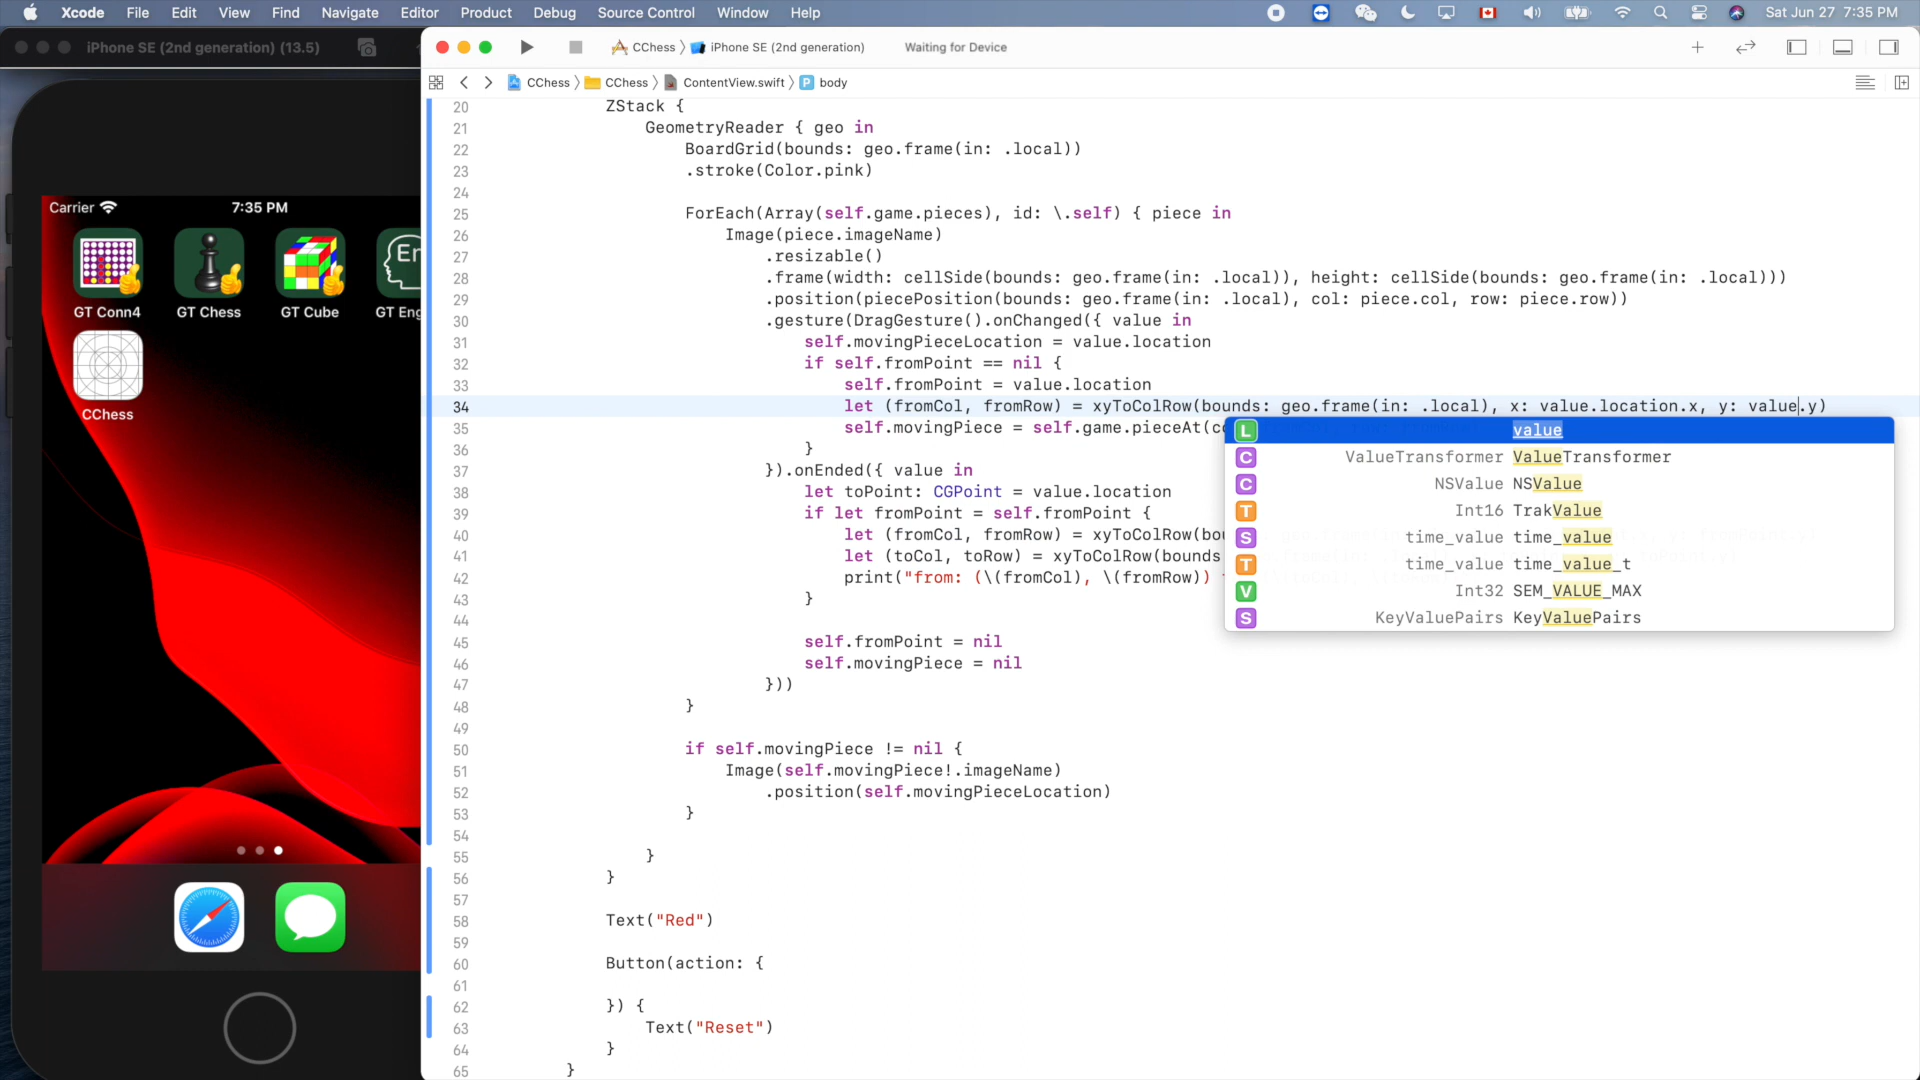 Xcode File Edit View Find Navigate Editor Product Debug Source Control Window Help Sat Jun 27 7:35 PM
iPhone SE (2nd generation) (13.5)
CChess iPhone SE (2nd generation) Waiting for Device
CChess CChess ContentView.swift P body
Carrier 7:35 PM
En
GT Conn4 GT Chess GT Cube GT Eng
CChess
20 ZStack {
21 GeometryReader { geo in
22 BoardGrid(bounds: geo.frame(in: .local))
23 .stroke(Color.pink)
24
25 ForEach(Array(self.game.pieces), id: \.self) { piece in
26 Image(piece.imageName)
27 .resizable()
28 .frame(width: cellSide(bounds: geo.frame(in: .local)), height: cellSide(bounds: geo.frame(in: .local)))
29 .position(piecePosition(bounds: geo.frame(in: .local), col: piece.col, row: piece.row))
30 .gesture(DragGesture().onChanged({ value in
31 self.movingPieceLocation = value.location
32 if self.fromPoint == nil {
33 self.fromPoint = value.location
34 let (fromCol, fromRow) = xyToColRow(bounds: geo.frame(in: .local), x: value.location.x, y: value.y)
35 self.movingPiece = self.game.pieceAt(co
36 }
37 }).onEnded({ value in
38 let toPoint: CGPoint = value.location
39 if let fromPoint = self.fromPoint {
40 let (fromCol, fromRow) = xyToColRow(bou
41 let (toCol, toRow) = xyToColRow(bounds
42 print("from: (\(fromCol), \(fromRow))
43 }
44
45 self.fromPoint = nil
46 self.movingPiece = nil
47 }))
48 }
49
50 if self.movingPiece != nil {
51 Image(self.movingPiece!.imageName)
52 .position(self.movingPieceLocation)
53 }
54
55 }
56 }
57
58 Text("Red")
59
60 Button(action: {
61
62 }) {
63 Text("Reset")
64 }
65 }
L value
C ValueTransformer ValueTransformer
C NSValue NSValue
T Int16 TrakValue
S time_value time_value
T time_value time_value_t
V Int32 SEM_VALUE_MAX
S KeyValuePairs KeyValuePairs